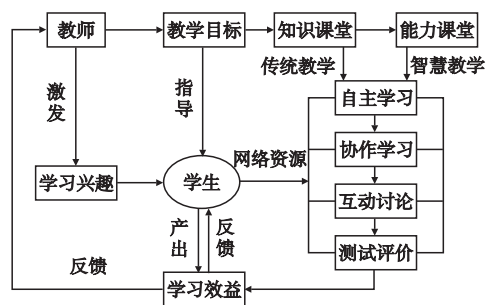 教师
教学目标
知识课堂
能力课堂
激发
指导
传统教学
智慧教学
自主学习
学习兴趣
学生
网络资源
协作学习
互动讨论
产出
反馈
测试评价
反馈
学习效益